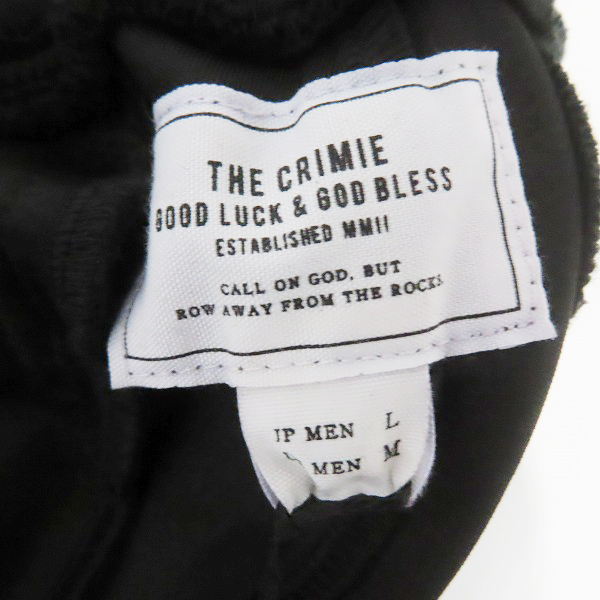 THE CRIMIE
GOOD LUCK & GOD BLESS
ESTABLISHED MMII
CALL ON GOD, BUT
ROW AWAY FROM THE ROCKS
JP MEN L
MEN M